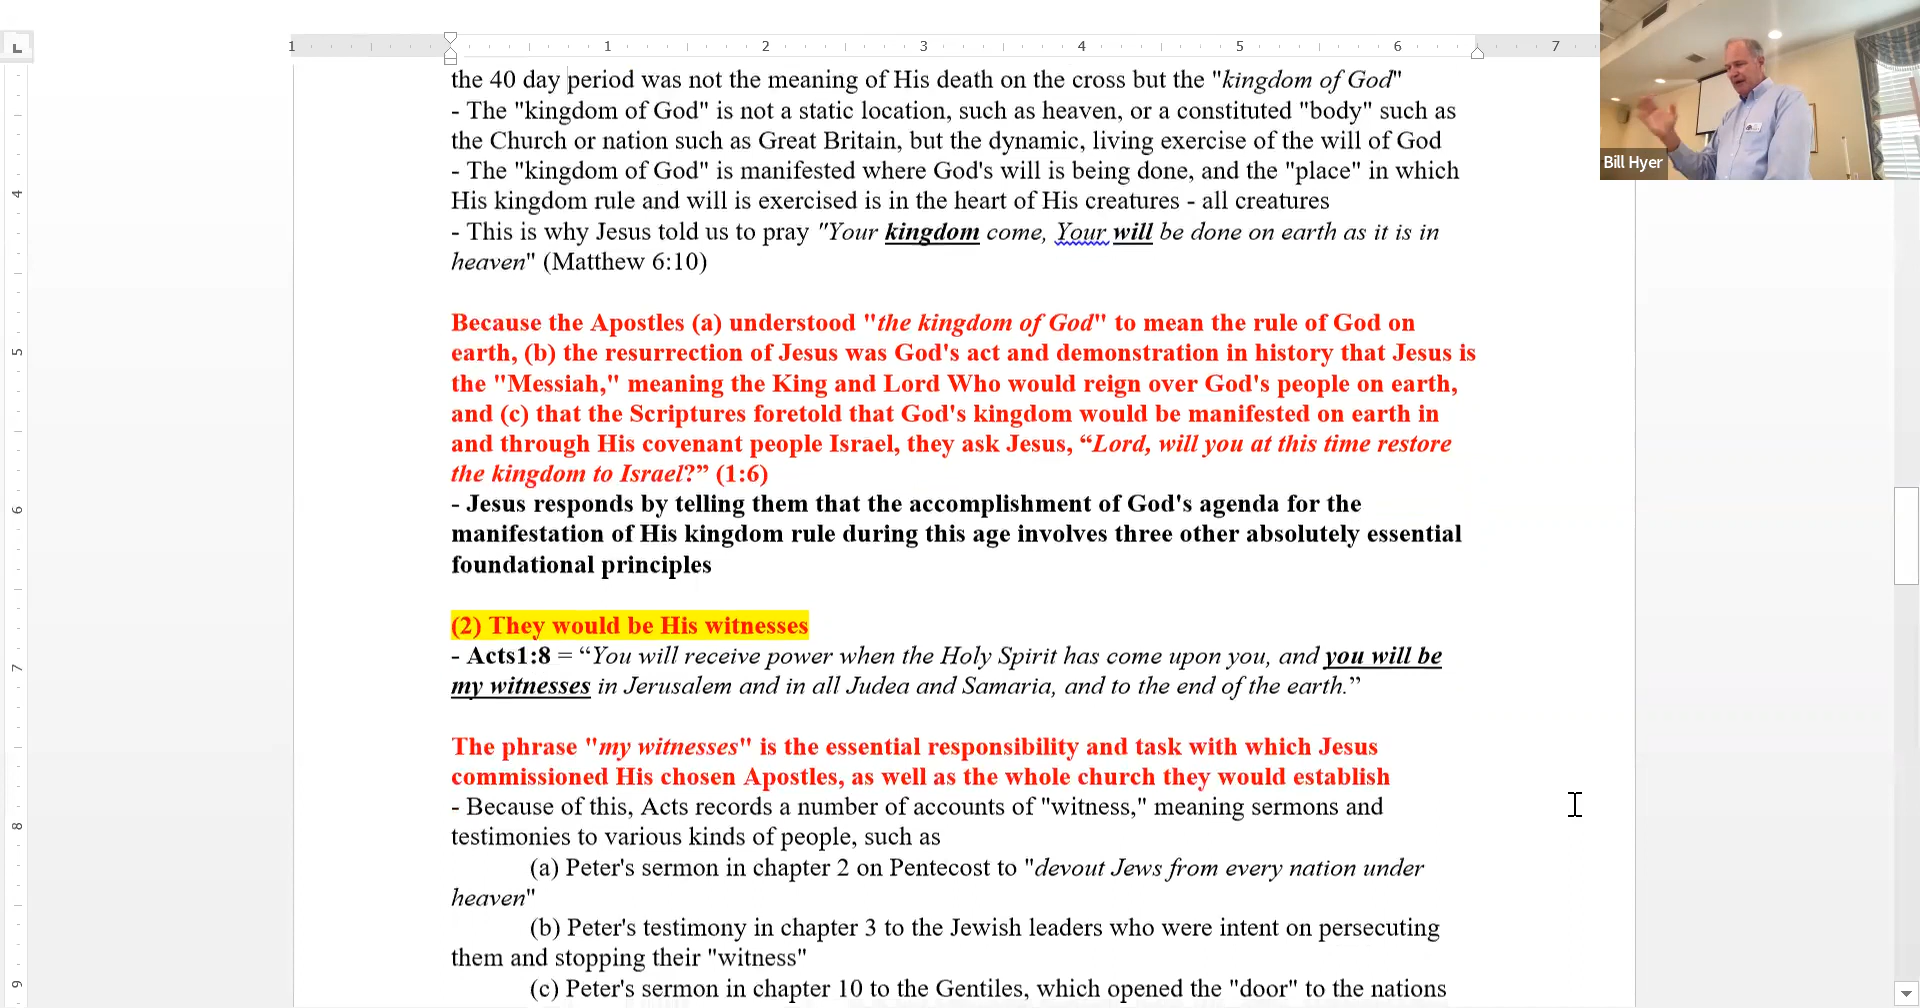 1 1 2 3 4 5 6 7
the 40 day period was not the meaning of His death on the cross but the "kingdom of God"
- The "kingdom of God" is not a static location, such as heaven, or a constituted "body" such as
the Church or nation such as Great Britain, but the dynamic, living exercise of the will of God
- The "kingdom of God" is manifested where God's will is being done, and the "place" in which
His kingdom rule and will is exercised is in the heart of His creatures - all creatures
- This is why Jesus told us to pray "Your kingdom come, Your will be done on earth as it is in
heaven" (Matthew 6:10)
Because the Apostles (a) understood "the kingdom of God" to mean the rule of God on
earth, (b) the resurrection of Jesus was God's act and demonstration in history that Jesus is
the "Messiah," meaning the King and Lord Who would reign over God's people on earth,
and (c) that the Scriptures foretold that God's kingdom would be manifested on earth in
and through His covenant people Israel, they ask Jesus, “Lord, will you at this time restore
the kingdom to Israel?” (1:6)
- Jesus responds by telling them that the accomplishment of God's agenda for the
manifestation of His kingdom rule during this age involves three other absolutely essential
foundational principles
(2) They would be His witnesses
- Acts1:8 = “You will receive power when the Holy Spirit has come upon you, and you will be
my witnesses in Jerusalem and in all Judea and Samaria, and to the end of the earth.”
The phrase "my witnesses" is the essential responsibility and task with which Jesus
commissioned His chosen Apostles, as well as the whole church they would establish
- Because of this, Acts records a number of accounts of "witness," meaning sermons and
testimonies to various kinds of people, such as
(a) Peter's sermon in chapter 2 on Pentecost to "devout Jews from every nation under
heaven"
(b) Peter's testimony in chapter 3 to the Jewish leaders who were intent on persecuting
them and stopping their "witness"
(c) Peter's sermon in chapter 10 to the Gentiles, which opened the "door" to the nations
4
5
6
7
8
9
Bill Hyer